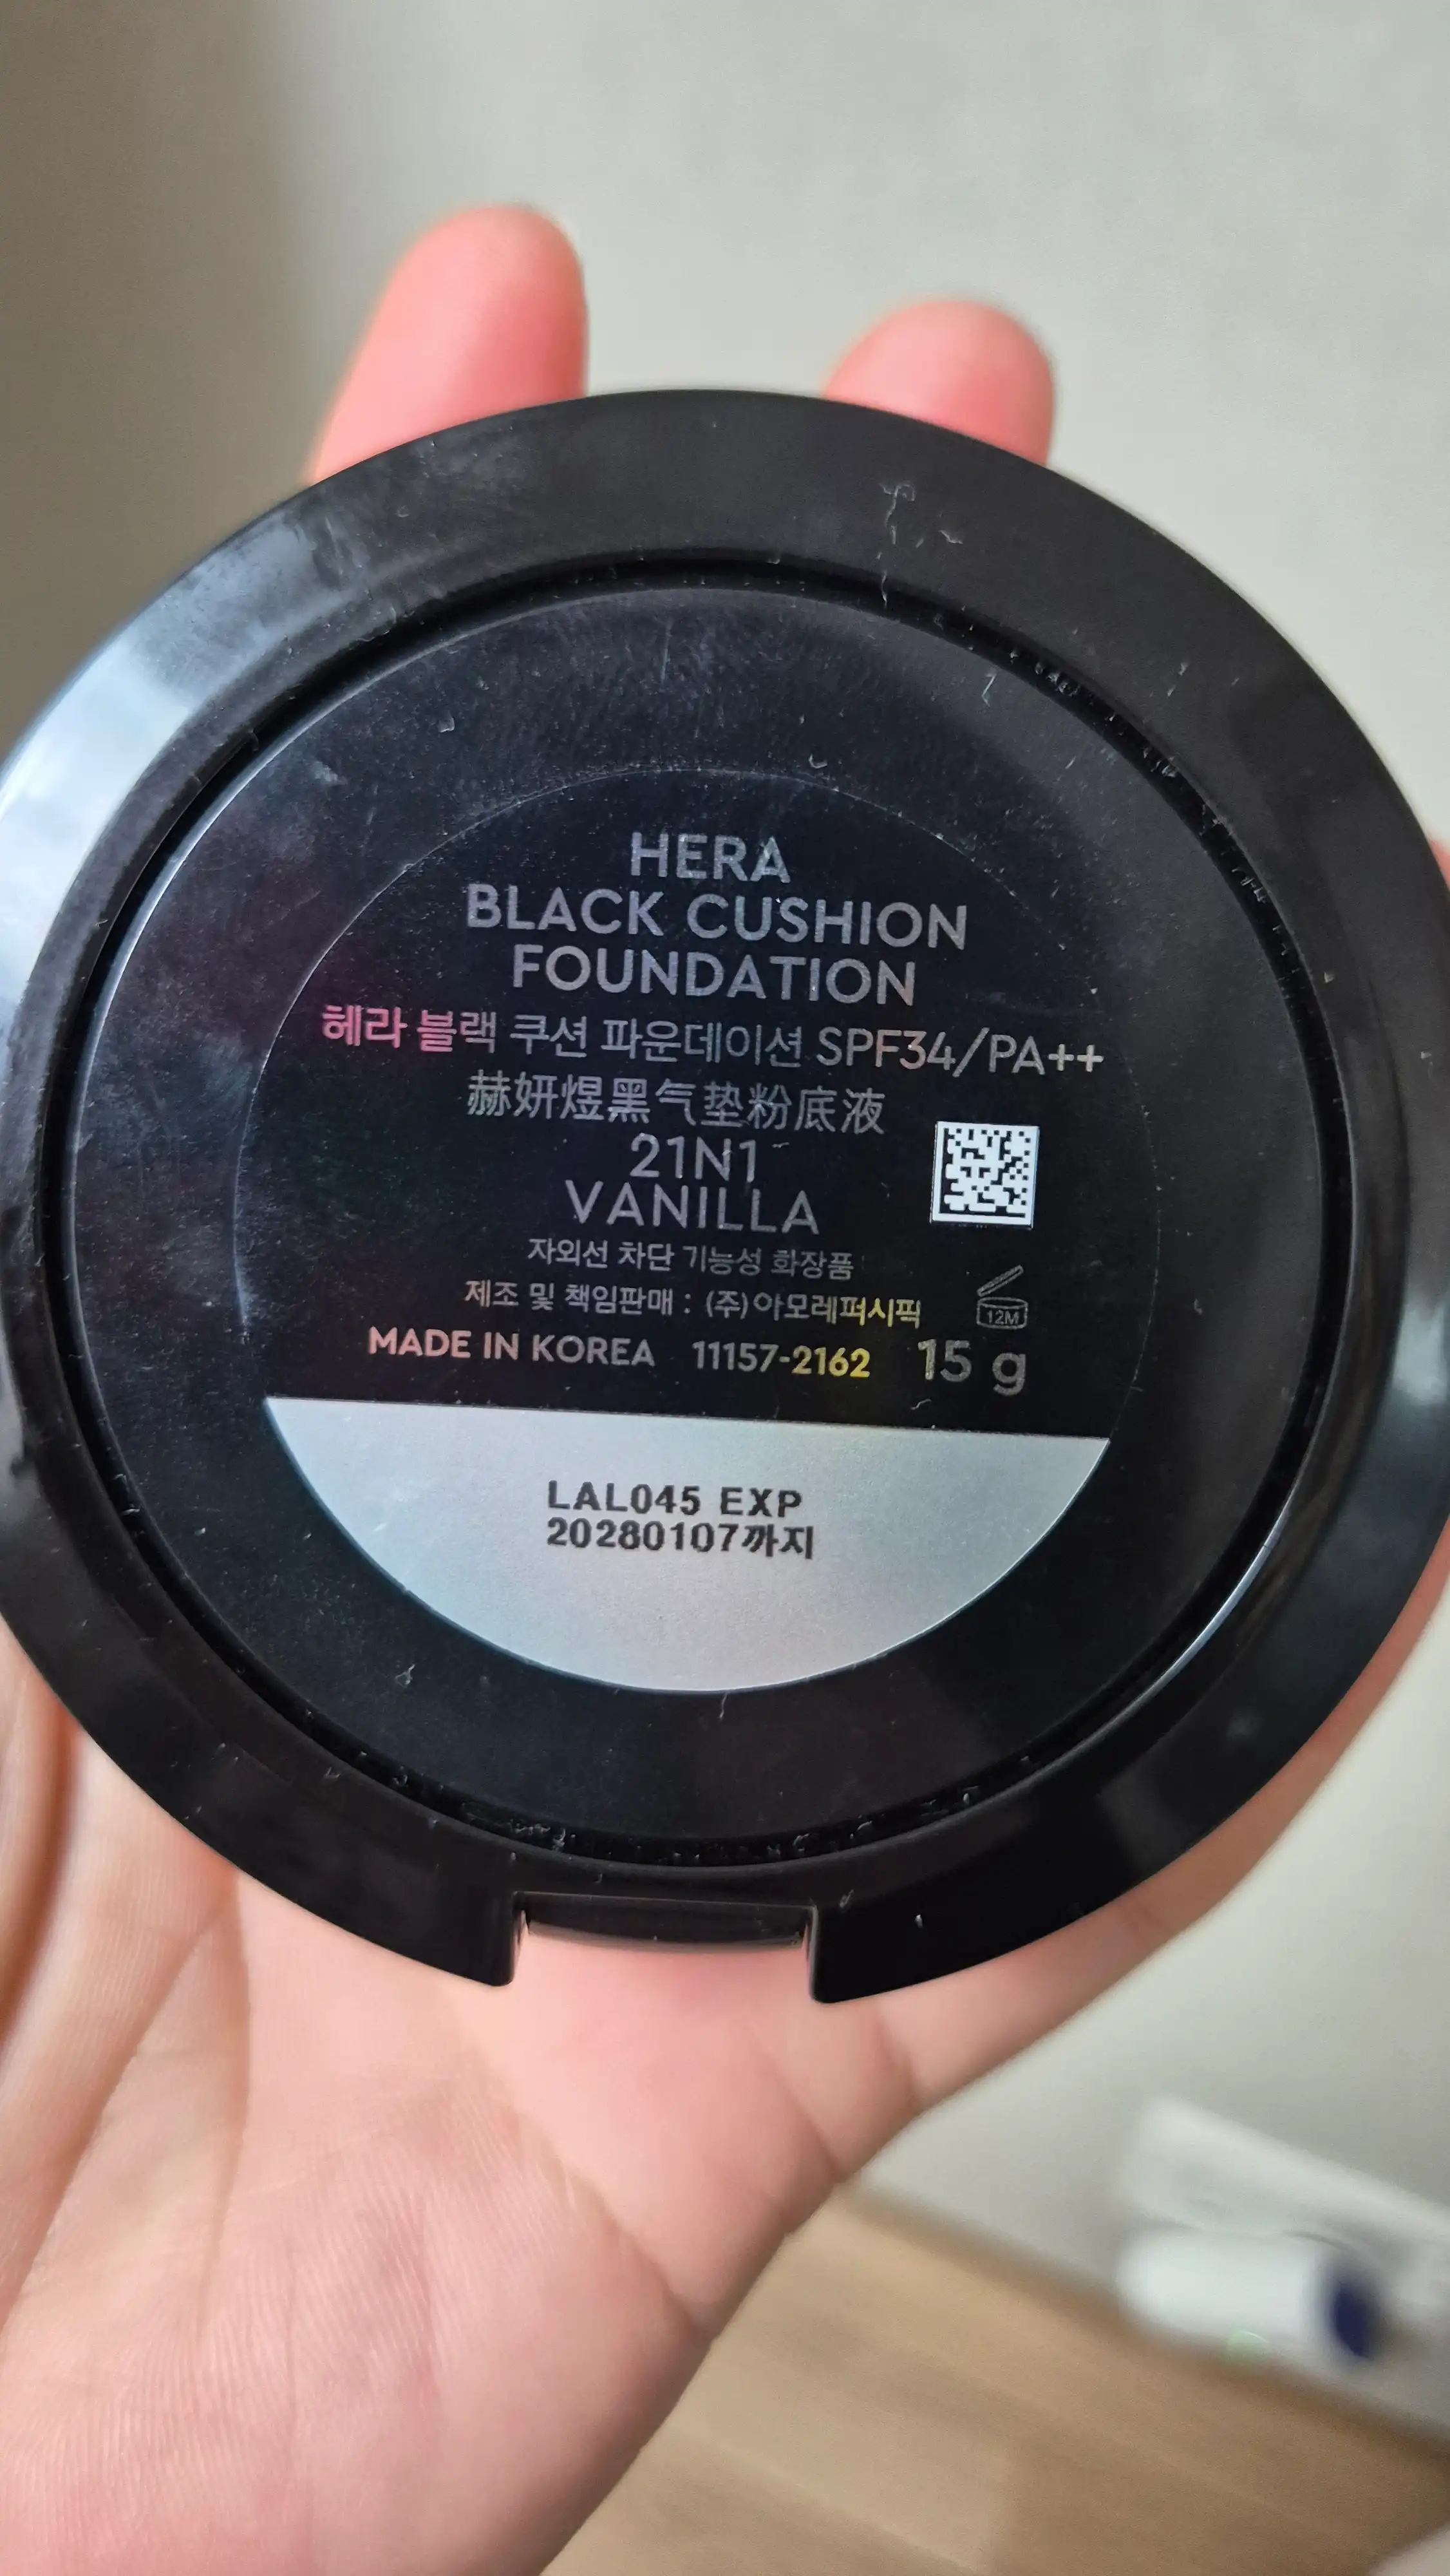 HERA
BLACK CUSHION
FOUNDATION
헤라 블랙 쿠션 파운데이션 SPF34/PA++
赫妍煜黑气垫粉底液
21N1
VANILLA
자외선 차단 기능성 화장품
제조 및 책임판매 : (주)아모레퍼시픽
12M
MADE IN KOREA 11157-2162 15 g
LAL045 EXP
20280107까지